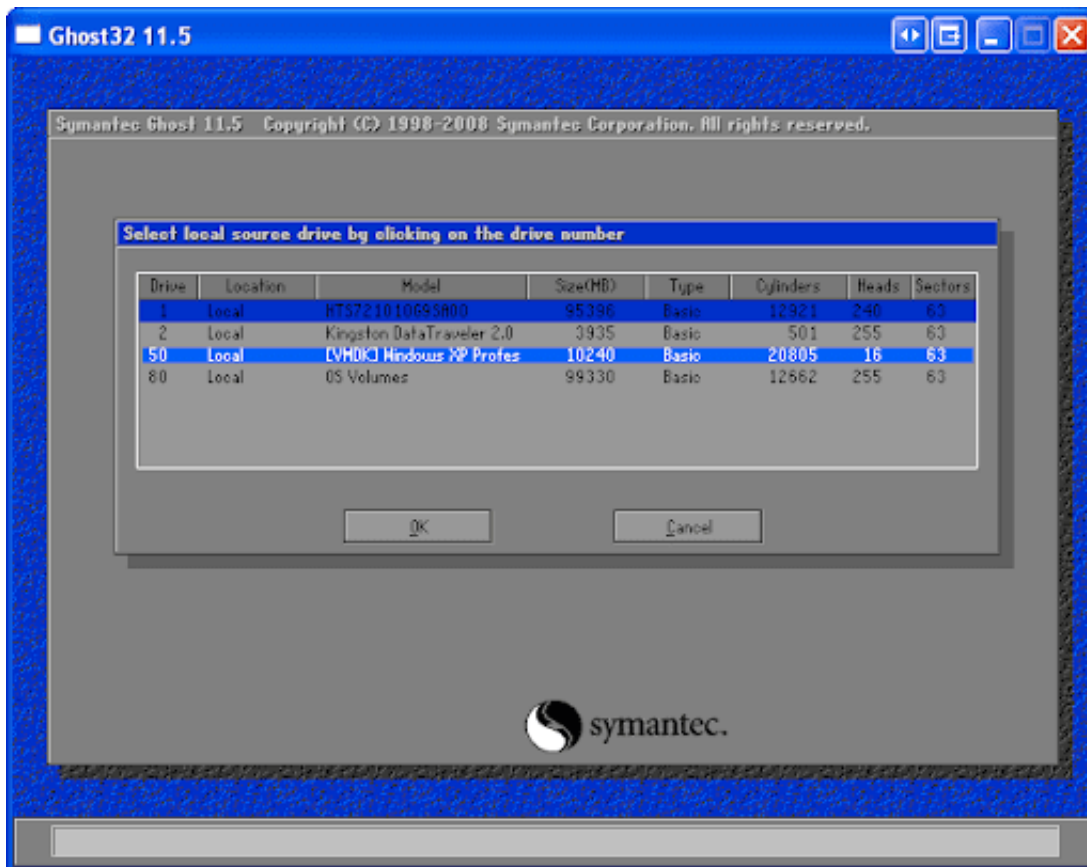 Ghost32 11.5
Symantec Ghost 11.5 Copyright (C) 1998-2008 Symantec Corporation. All rights reserved.
Select local source drive by clicking on the drive number
Drive Location Model Size(MB) Type Cylinders Heads Sectors
1 Local HTS721010G9SA00 95396 Basic 12921 240 63
2 Local Kingston DataTraveler 2.0 3935 Basic 501 255 63
50 Local [VMDK] Windows XP Profes 10240 Basic 20805 16 63
80 Local OS Volumes 99330 Basic 12662 255 63
OK Cancel
symantec.